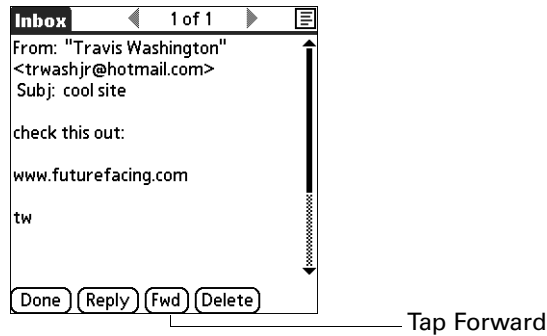 Inbox 1 of 1
From: "Travis Washington"
<trwashjr@hotmail.com>
Subj: cool site
check this out:
www.futurefacing.com
tw
Done Reply Fwd Delete
Tap Forward